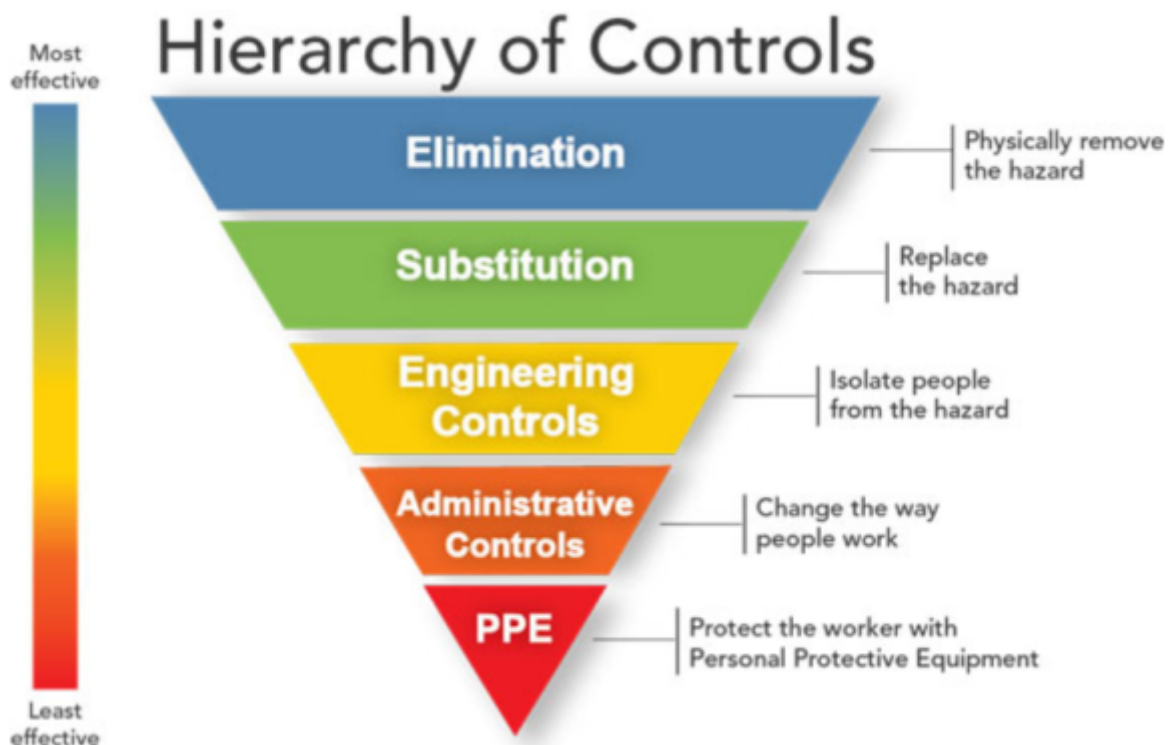 Hierarchy of Controls
Most
effective
Elimination
Physically remove
the hazard
Substitution
Replace
the hazard
Engineering
Controls
Isolate people
from the hazard
Administrative
Controls
Change the way
people work
PPE
Protect the worker with
Personal Protective Equipment
Least
effective